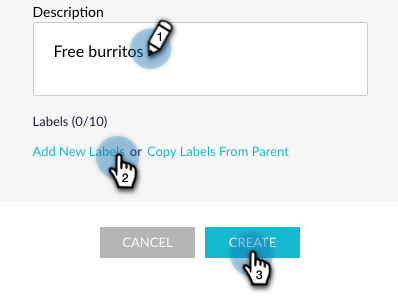 Description
Free burritos
1
Labels (0/10)
Add New Labels or Copy Labels From Parent
2
CANCEL
CREATE
3